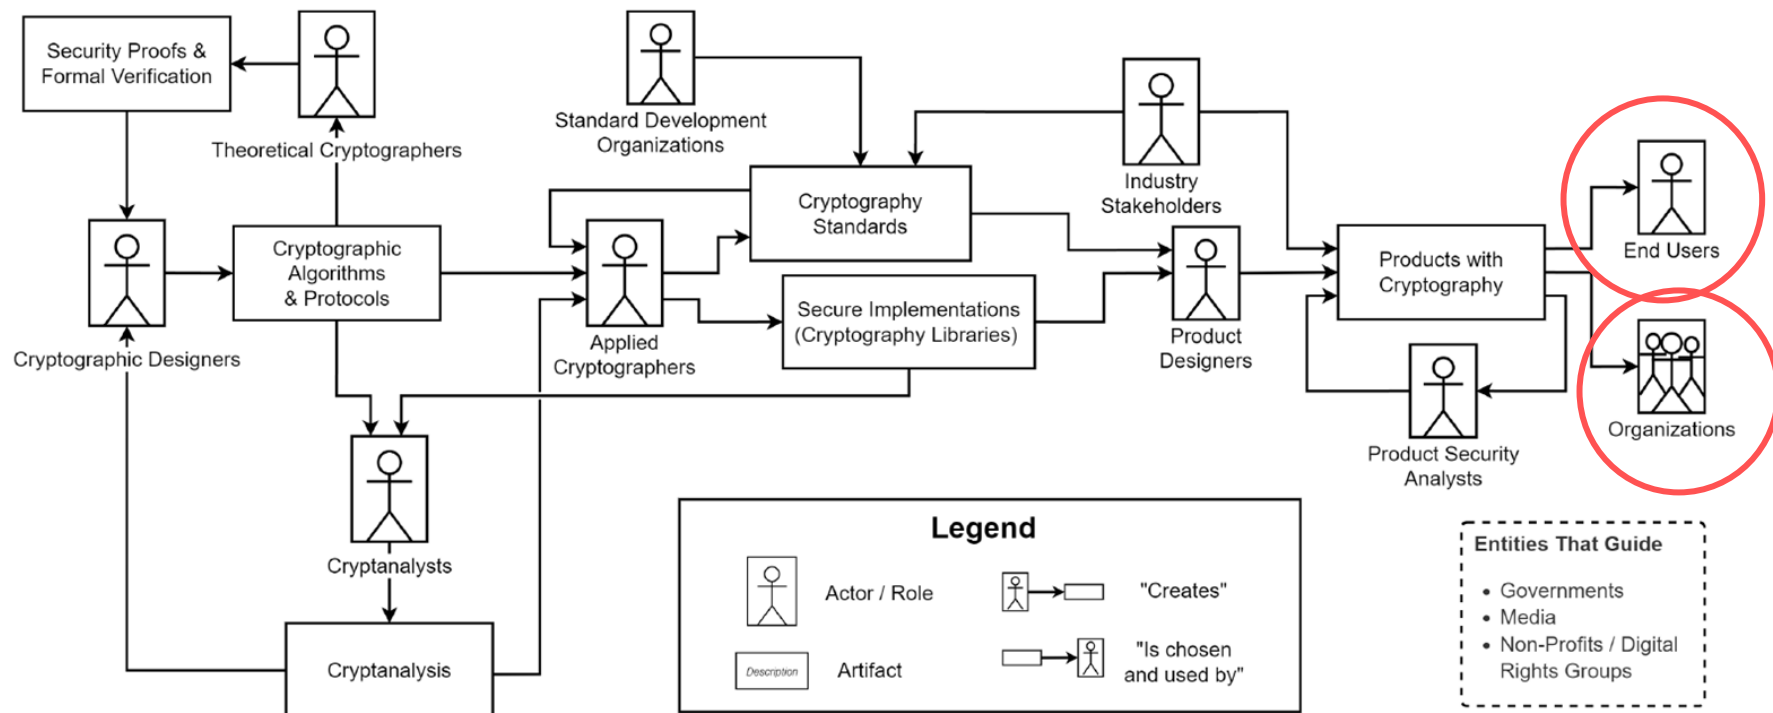 Security Proofs &
Formal Verification
Theoretical Cryptographers
Standard Development
Organizations
Industry
Stakeholders
Cryptography
Standards
Cryptographic
Algorithms
& Protocols
Cryptographic Designers
Applied
Cryptographers
Secure Implementations
(Cryptography Libraries)
Product
Designers
Products with
Cryptography
End Users
Organizations
Product Security
Analysts
Cryptanalysts
Cryptanalysis
Legend
Actor / Role
"Creates"
Description
Artifact
"Is chosen
and used by"
Entities That Guide
• Governments
• Media
• Non-Profits / Digital
Rights Groups